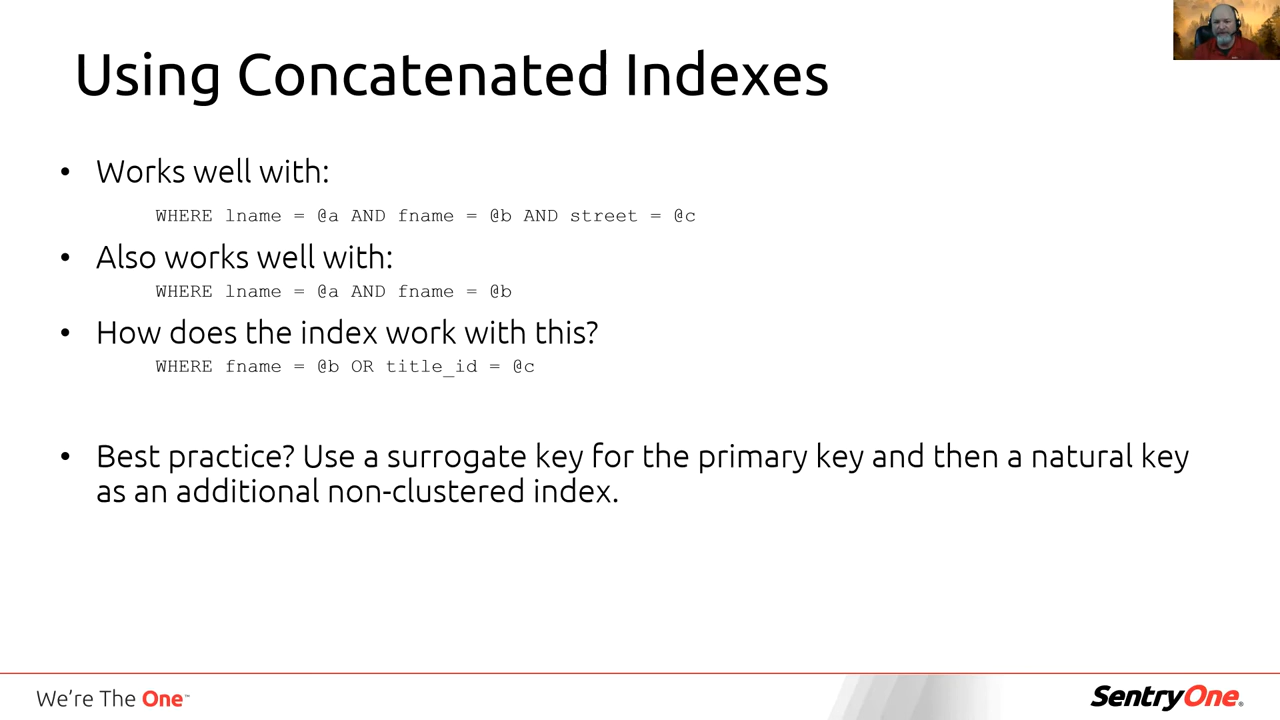 Using Concatenated Indexes
• Works well with:
WHERE lname = @a AND fname = @b AND street = @c
• Also works well with:
WHERE lname = @a AND fname = @b
• How does the index work with this?
WHERE fname = @b OR title_id = @c
• Best practice? Use a surrogate key for the primary key and then a natural key
as an additional non-clustered index.
We're The One™
SentryOne®